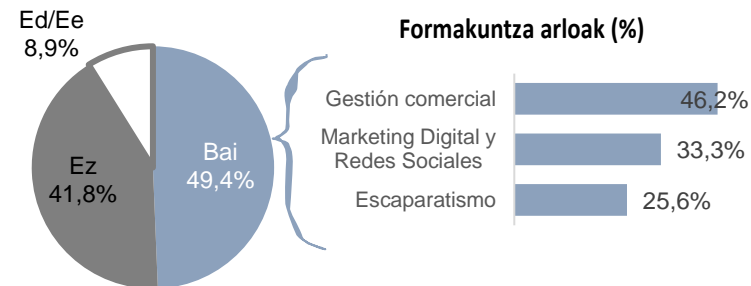 Ed/Ee
8,9%
Ez
41,8%
Bai
49,4%
Formakuntza arloak (%)
Gestión comercial
46,2%
Marketing Digital y
Redes Sociales
33,3%
Escaparatismo
25,6%